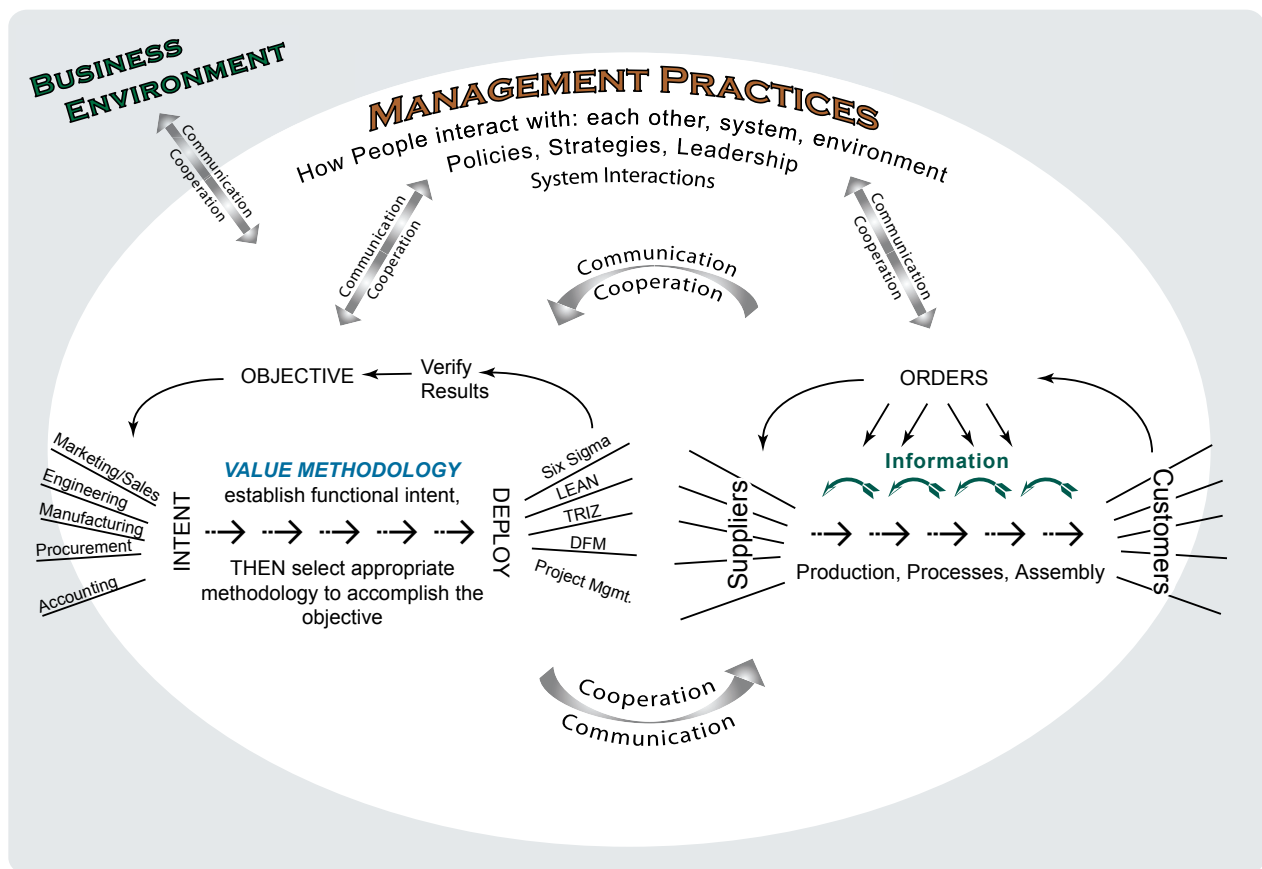 BUSINESS
ENVIRONMENT
MANAGEMENT PRACTICES
How People interact with: each other, system, environment
Policies, Strategies, Leadership
System Interactions
Communication
Cooperation
Communication
Cooperation
Communication
Cooperation
Communication
Cooperation
OBJECTIVE
Verify
Results
Marketing/Sales
Engineering
Manufacturing
Procurement
Accounting
INTENT
VALUE METHODOLOGY
establish functional intent,
THEN select appropriate
methodology to accomplish the
objective
DEPLOY
Six Sigma
LEAN
TRIZ
DFM
Project Mgmt.
ORDERS
Information
Suppliers
Production, Processes, Assembly
Customers
Cooperation
Communication